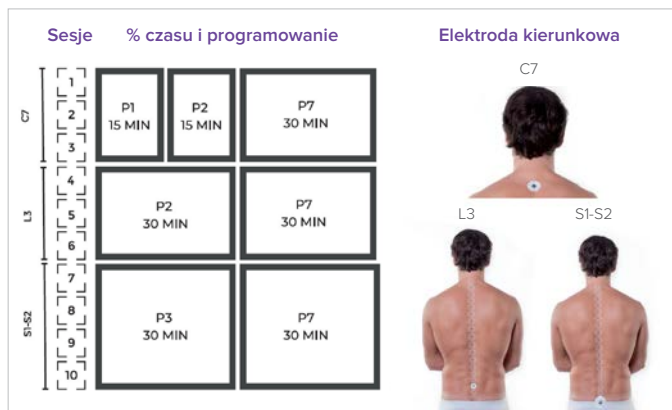 Sesje % czasu i programowanie Elektroda kierunkowa
C7
1
2
3
P1
15 MIN
P2
15 MIN
P7
30 MIN
L3
4
5
6
P2
30 MIN
P7
30 MIN
S1-S2
7
8
9
10
P3
30 MIN
P7
30 MIN
C7
L3 S1-S2